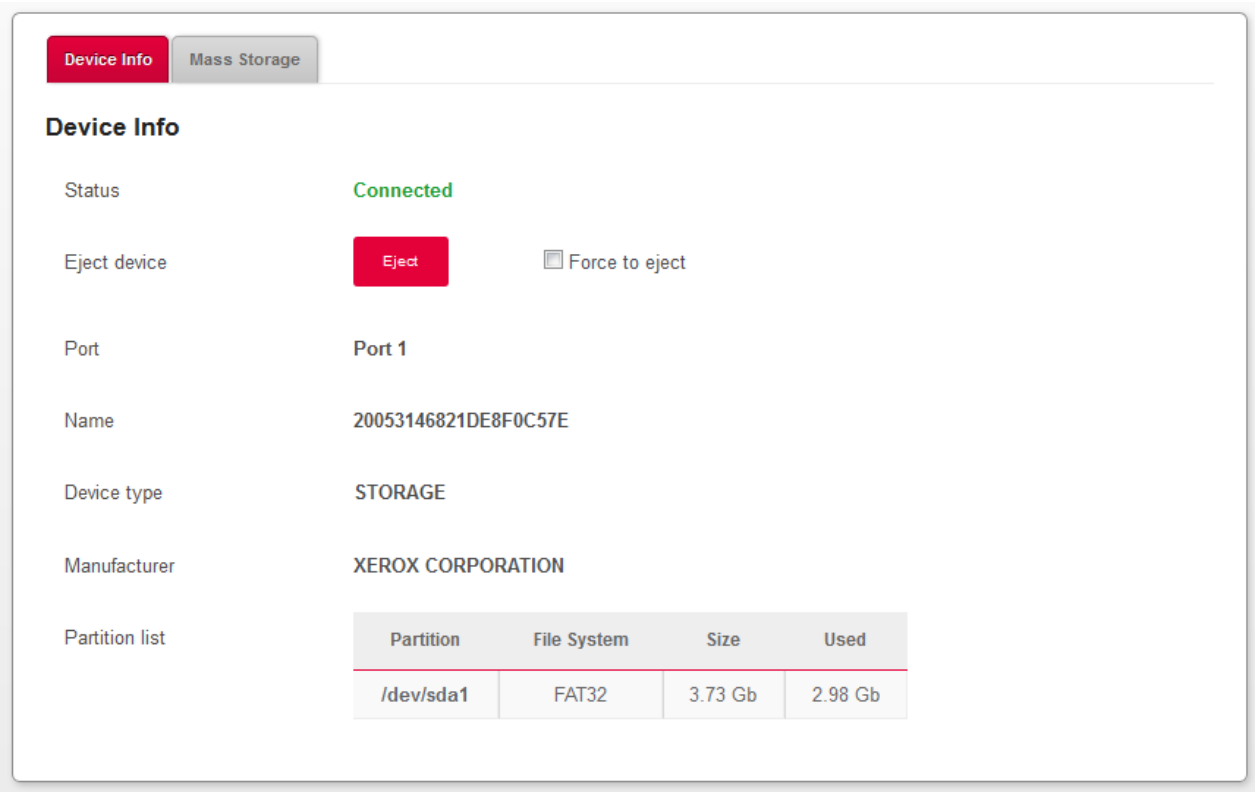 Device Info Mass Storage
Device Info
Status Connected
Eject device Eject Force to eject
Port Port 1
Name 20053146821DE8F0C57E
Device type STORAGE
Manufacturer XEROX CORPORATION
Partition list Partition File System Size Used
/dev/sda1 FAT32 3.73 Gb 2.98 Gb